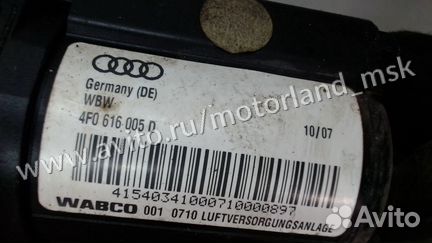 Germany (DE)
WBW
4F0 616 005 D
10/07
41540341000710000897
WABCO 001 0710 LUFTVERSORGUNGSANLAGE
www.avito.ru/motorland_msk
Avito